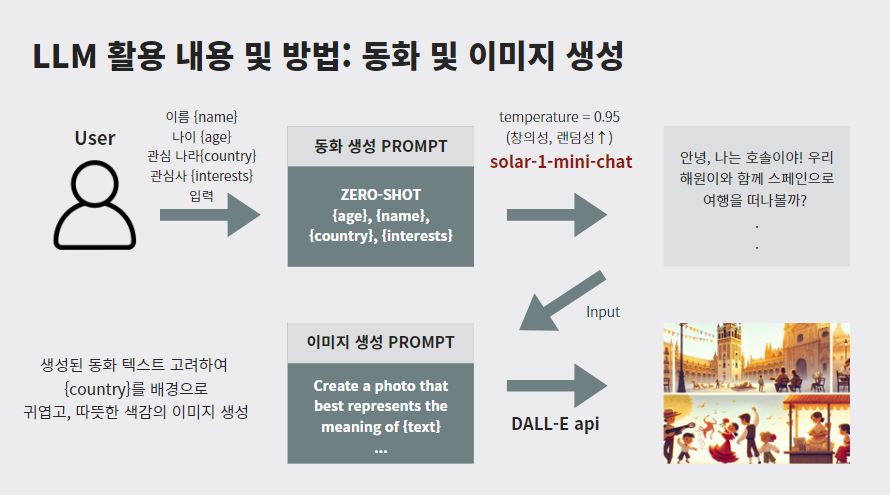 LLM 활용 내용 및 방법: 동화 및 이미지 생성
User
이름 {name}
나이 {age}
관심 나라{country}
관심사 {interests}
입력
동화 생성 PROMPT
ZERO-SHOT
{age}, {name},
{country}, {interests}
temperature = 0.95
(창의성, 랜덤성↑)
solar-1-mini-chat
안녕, 나는 호솔이야! 우리
해원이와 함께 스페인으로
여행을 떠나볼까?
.
.
Input
생성된 동화 텍스트 고려하여
{country}를 배경으로
귀엽고, 따뜻한 색감의 이미지 생성
이미지 생성 PROMPT
Create a photo that
best represents the
meaning of {text}
...
DALL-E api